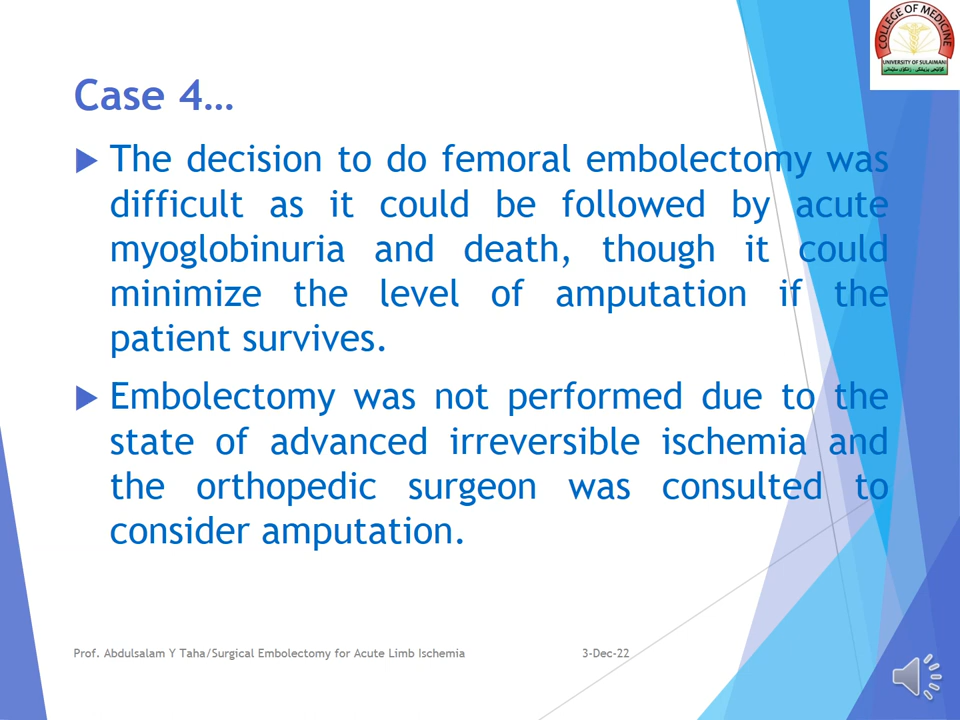 COLLEGE OF MEDICINE
UNIVERSITY OF SULAIMANI
Case 4…
The decision to do femoral embolectomy was
difficult as it could be followed by acute
myoglobinuria and death, though it could
minimize the level of amputation if the
patient survives.
Embolectomy was not performed due to the
state of advanced irreversible ischemia and
the orthopedic surgeon was consulted to
consider amputation.
Prof. Abdulsalam Y Taha/Surgical Embolectomy for Acute Limb Ischemia 3-Dec-22